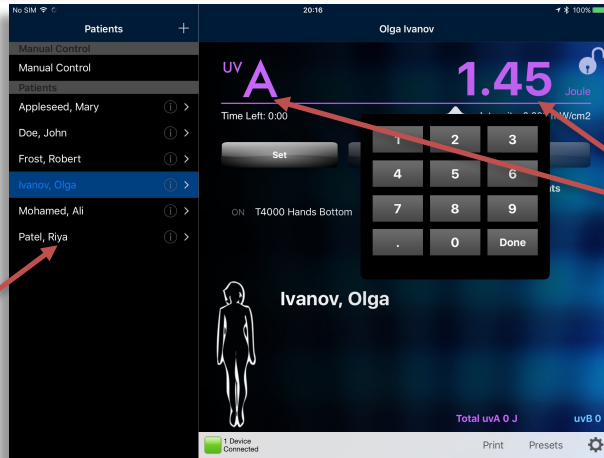 No SIM
20:16
100%
Patients
+
Olga Ivanov
Manual Control
Manual Control
Patients
Appleseed, Mary
Doe, John
Frost, Robert
Ivanov, Olga
Mohamed, Ali
Patel, Riya
UV A
1.45 Joule
Time Left: 0:00
W/cm2
Set
1 2 3
4 5 6
7 8 9
. 0 Done
ON T4000 Hands Bottom
Ivanov, Olga
Total uvA 0 J
uvB 0
1 Device
Connected
Print
Presets